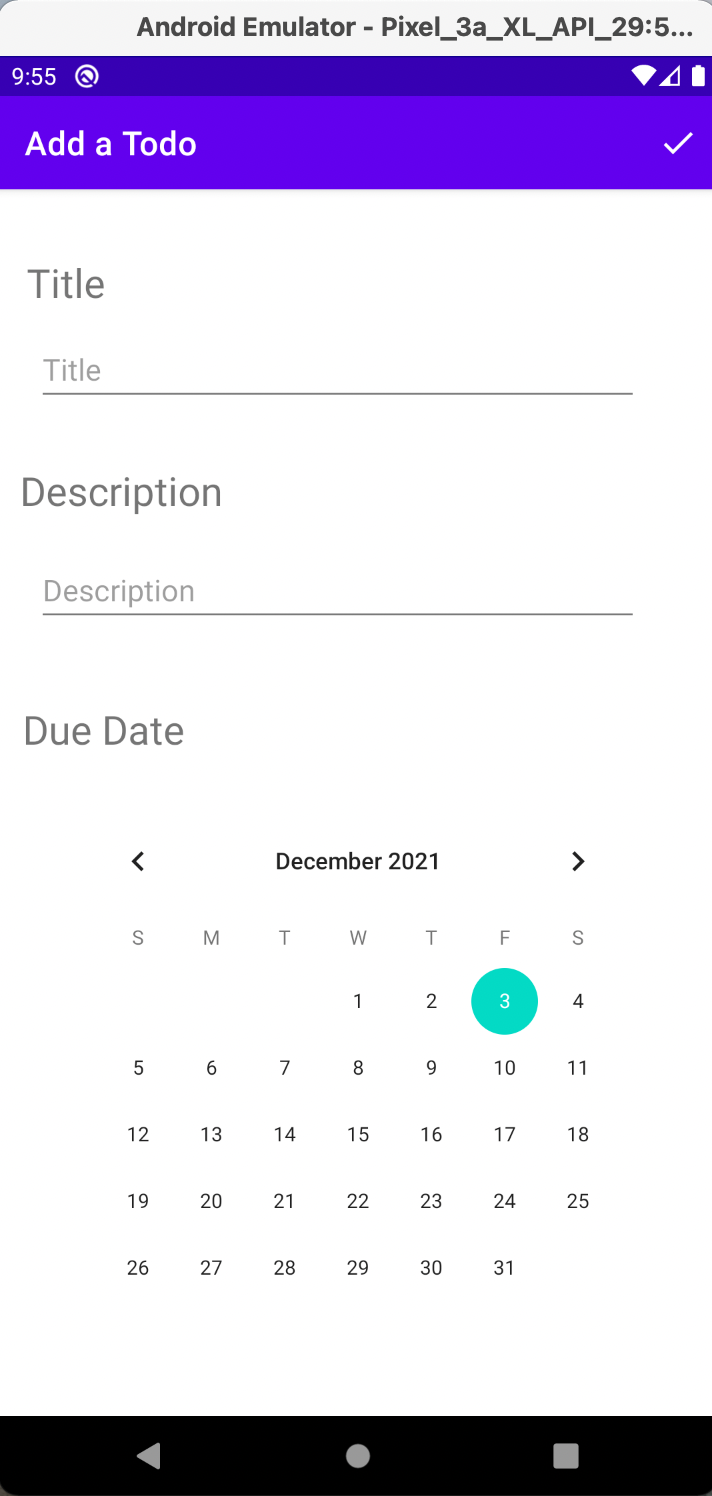 Android Emulator - Pixel_3a_XL_API_29:5...
9:55
Add a Todo
Title
Title
Description
Description
Due Date
December 2021
S M T W T F S
1 2 3 4
5 6 7 8 9 10 11
12 13 14 15 16 17 18
19 20 21 22 23 24 25
26 27 28 29 30 31